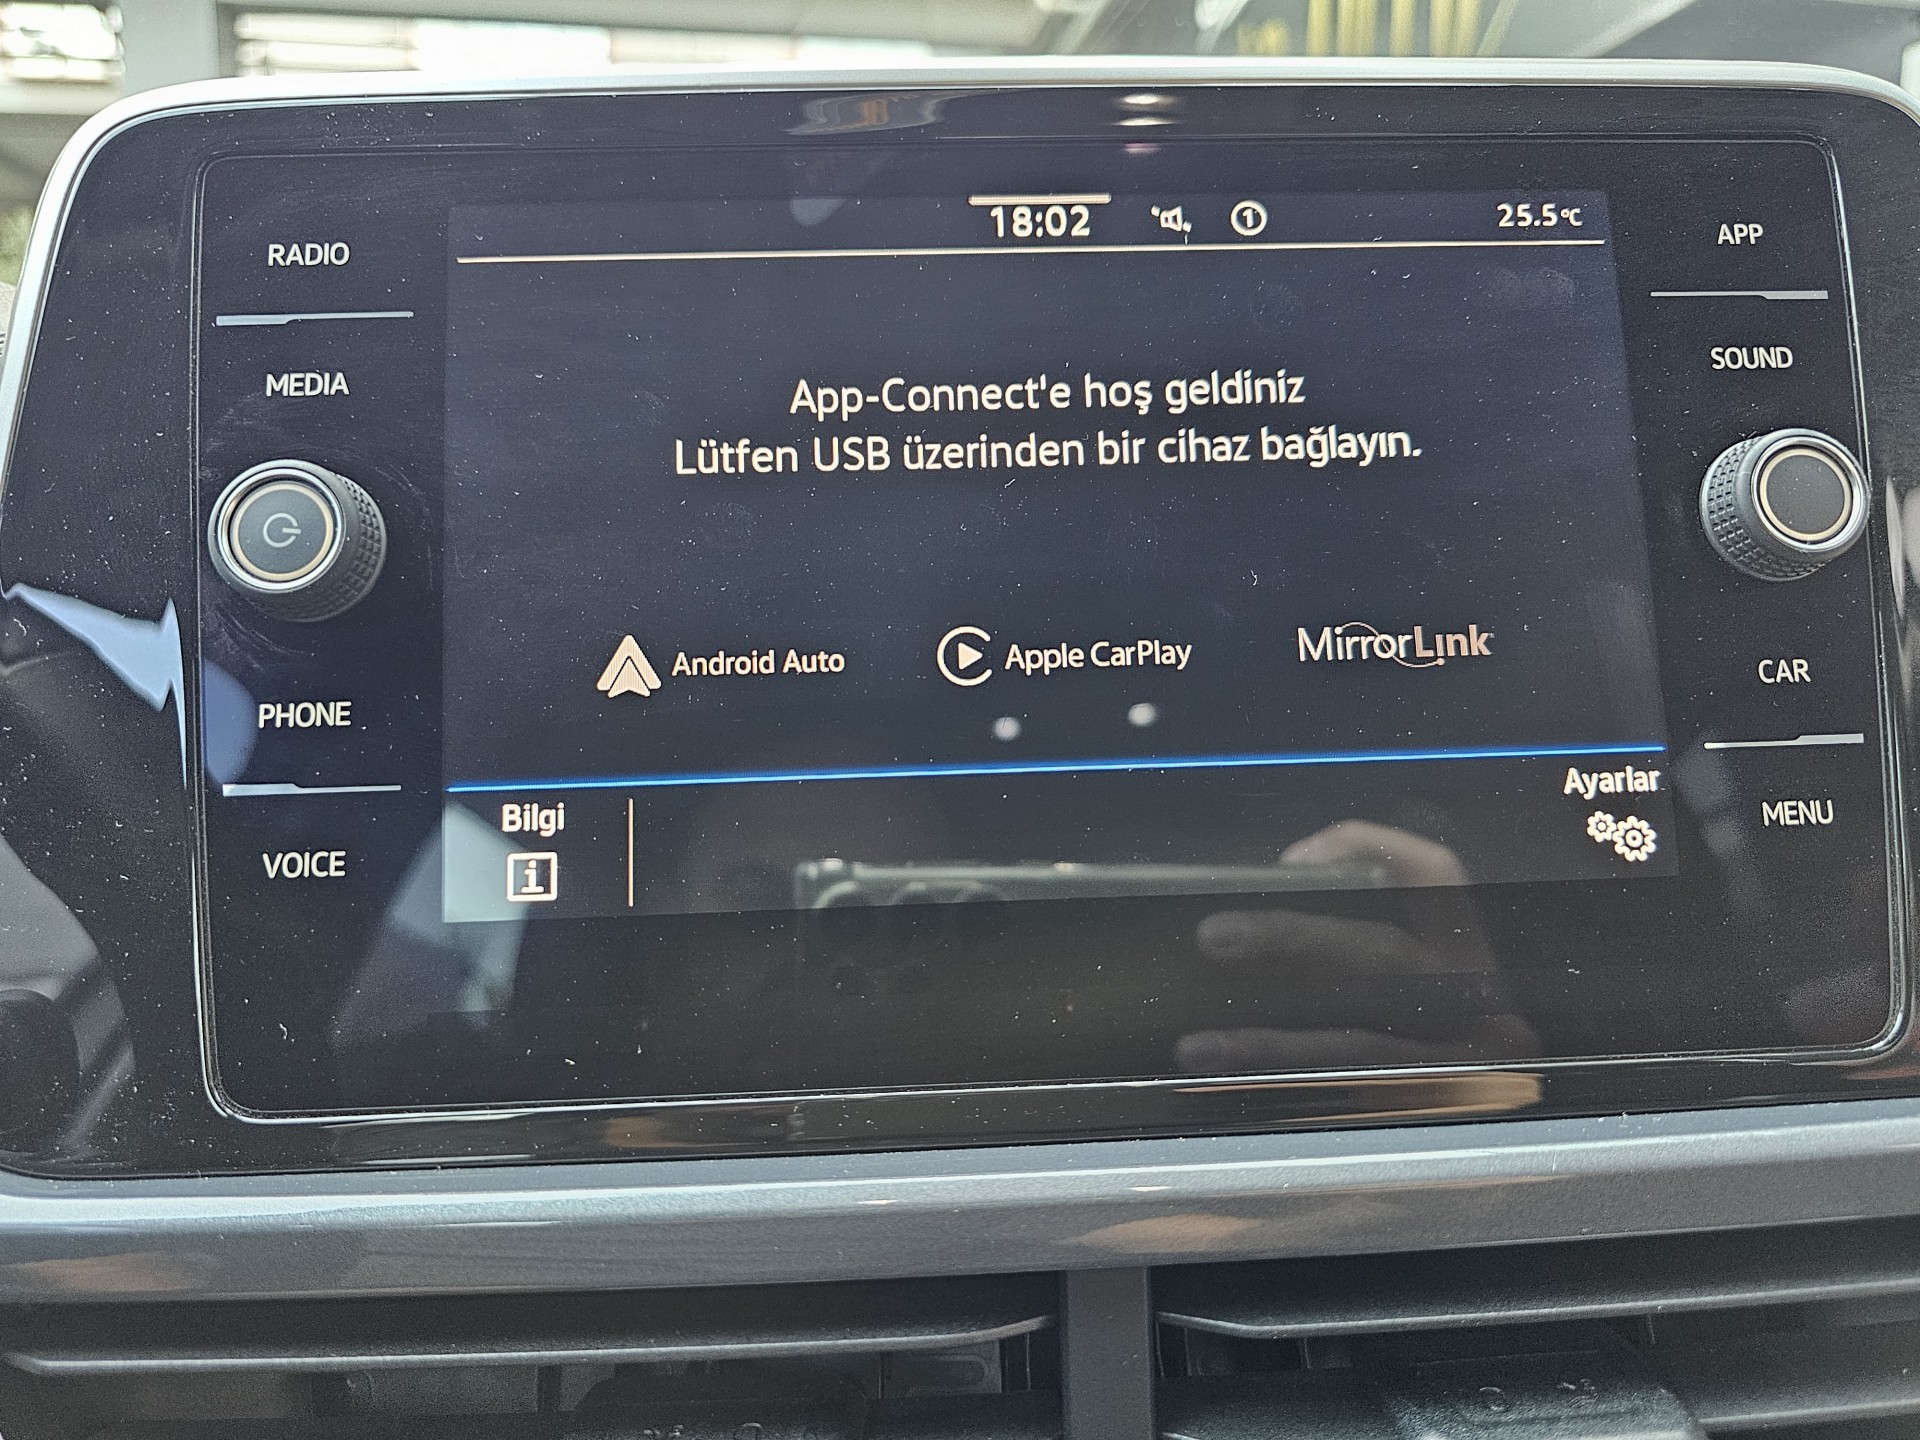 18:02 1 25.5°C
RADIO
MEDIA
PHONE
VOICE
App-Connect'e hoş geldiniz
Lütfen USB üzerinden bir cihaz bağlayın.
Android Auto Apple CarPlay MirrorLink
Bilgi
i
Ayarlar
APP
SOUND
CAR
MENU